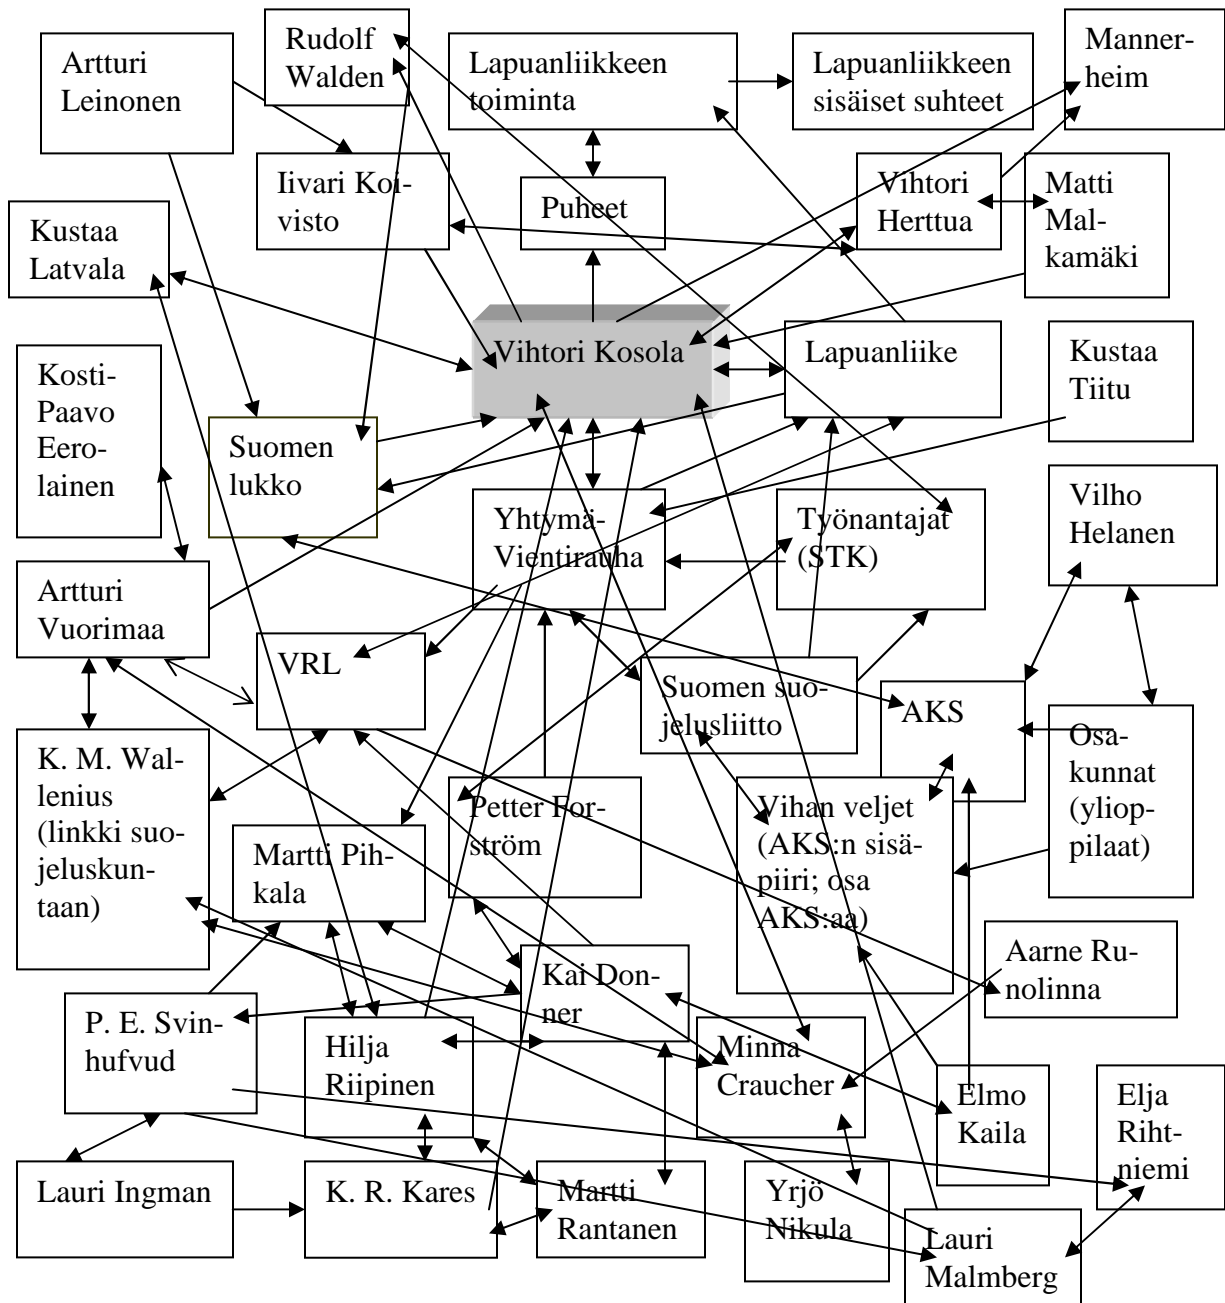 Artturi
Leinonen
Rudolf
Walden
Lapuanliikkeen
toiminta
Lapuanliikkeen
sisäiset suhteet
Manner-
heim
Iivari Koi-
visto
Puheet
Vihtori
Herttua
Matti
Mal-
kamäki
Kustaa
Latvala
Vihtori Kosola
Lapuanliike
Kustaa
Tiitu
Kosti-
Paavo
Eero-
lainen
Suomen
lukko
Yhtymä-
Vientirauha
Työnantajat
(STK)
Vilho
Helanen
Artturi
Vuorimaa
VRL
Suomen suo-
jelusliitto
AKS
Osa-
kunnat
(yliop-
pilaat)
K. M. Wal-
lenius
(linkki suo-
jeluskun-
taan)
Martti Pih-
kala
Petter For-
ström
Vihan veljet
(AKS:n sisä-
piiri; osa
AKS:aa)
Aarne Ru-
nolinna
P. E. Svin-
hufvud
Hilja
Riipinen
Kai Don-
ner
Minna
Craucher
Elmo
Kaila
Elja
Riht-
niemi
Lauri Ingman
K. R. Kares
Martti
Rantanen
Yrjö
Nikula
Lauri
Malmberg